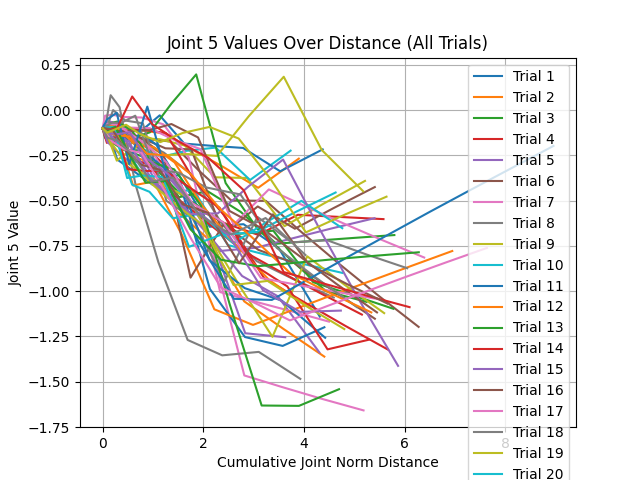 Joint 5 Values Over Distance (All Trials)
0.25
0.00
−0.25
−0.50
−0.75
−1.00
−1.25
−1.50
−1.75
Joint 5 Value
0
2
4
6
8
Cumulative Joint Norm Distance
Trial 1
Trial 2
Trial 3
Trial 4
Trial 5
Trial 6
Trial 7
Trial 8
Trial 9
Trial 10
Trial 11
Trial 12
Trial 13
Trial 14
Trial 15
Trial 16
Trial 17
Trial 18
Trial 19
Trial 20